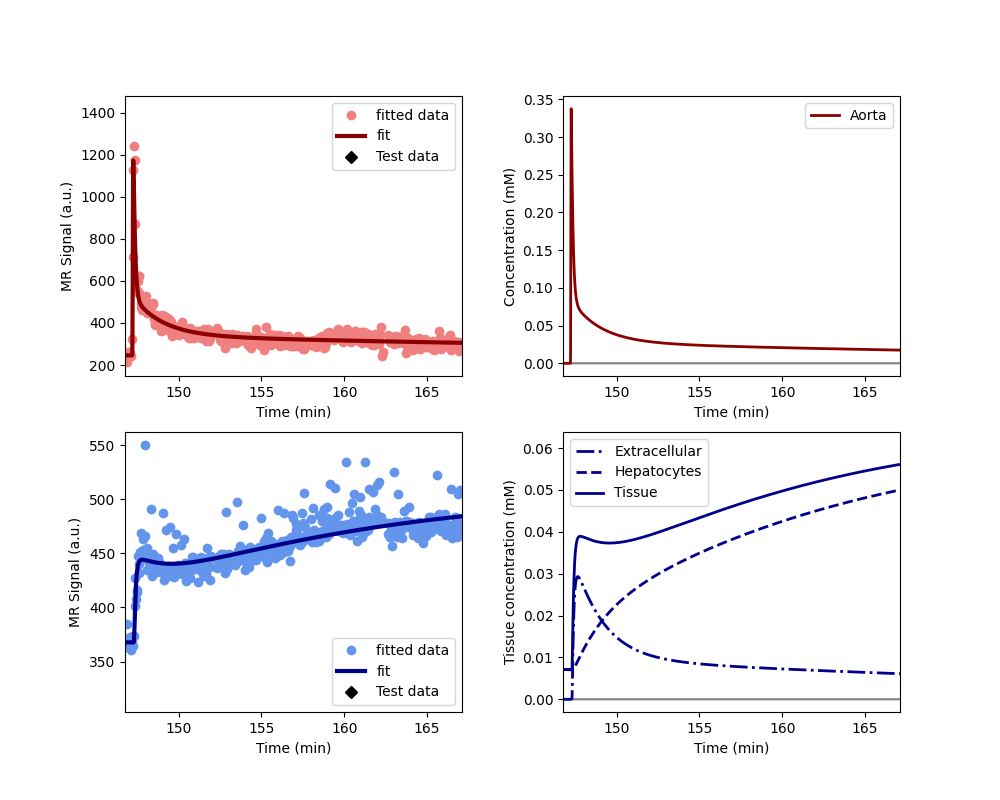 1400
1200
1000
800
600
400
200
MR Signal (a.u.)
150
155
160
165
Time (min)
fitted data
fit
Test data
0.35
0.30
0.25
0.20
0.15
0.10
0.05
0.00
Concentration (mM)
150
155
160
165
Time (min)
Aorta
550
500
450
400
350
MR Signal (a.u.)
150
155
160
165
Time (min)
fitted data
fit
Test data
0.06
0.05
0.04
0.03
0.02
0.01
0.00
Tissue concentration (mM)
150
155
160
165
Time (min)
Extracellular
Hepatocytes
Tissue